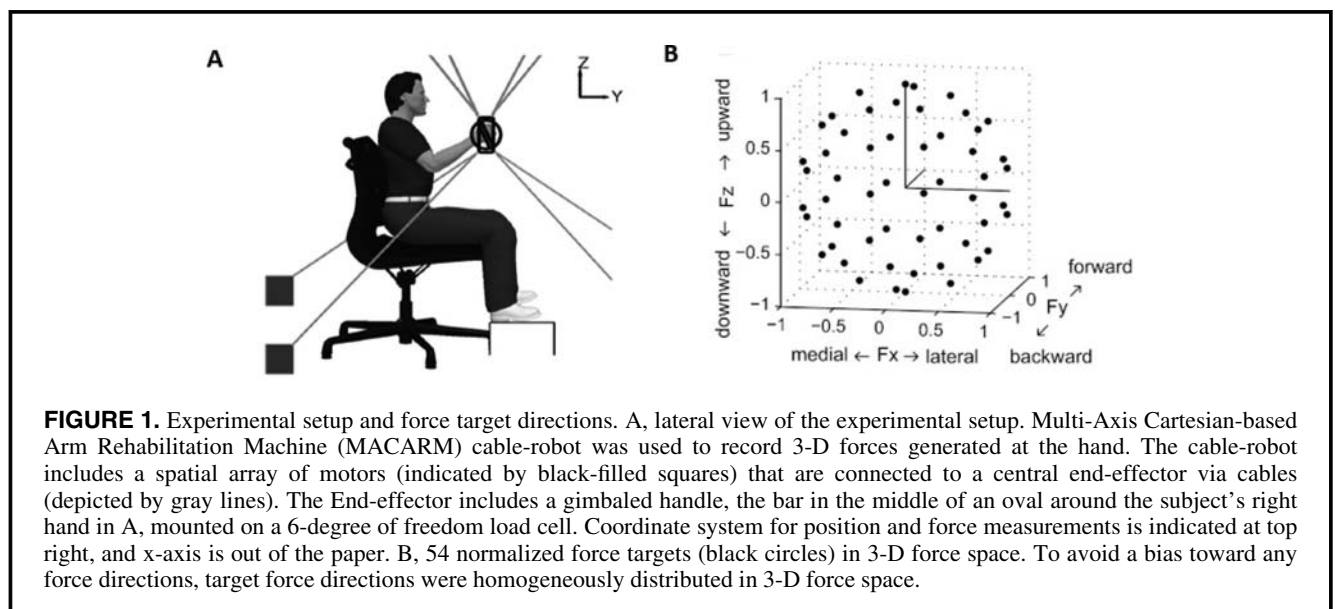 A
Z
Y
B
downward ← Fz → upward
1
0.5
0
−0.5
−1
−1 −0.5 0 0.5 1
medial ← Fx → lateral
1
0
−1
forward
Fy
backward
FIGURE 1. Experimental setup and force target directions. A, lateral view of the experimental setup. Multi-Axis Cartesian-based
Arm Rehabilitation Machine (MACARM) cable-robot was used to record 3-D forces generated at the hand. The cable-robot
includes a spatial array of motors (indicated by black-filled squares) that are connected to a central end-effector via cables
(depicted by gray lines). The End-effector includes a gimbaled handle, the bar in the middle of an oval around the subject's right
hand in A, mounted on a 6-degree of freedom load cell. Coordinate system for position and force measurements is indicated at top
right, and x-axis is out of the paper. B, 54 normalized force targets (black circles) in 3-D force space. To avoid a bias toward any
force directions, target force directions were homogeneously distributed in 3-D force space.